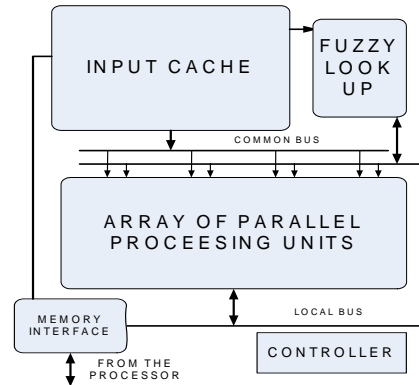 INPUT CACHE
FUZZY
LOOK
UP
COMMON BUS
ARRAY OF PARALLEL
PROCEESING UNITS
MEMORY
INTERFACE
LOCAL BUS
CONTROLLER
FROM THE
PROCESSOR